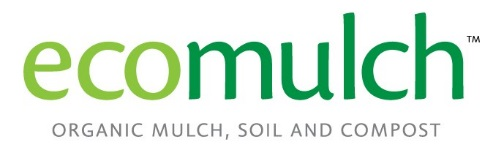 ecomulch™
ORGANIC MULCH, SOIL AND COMPOST